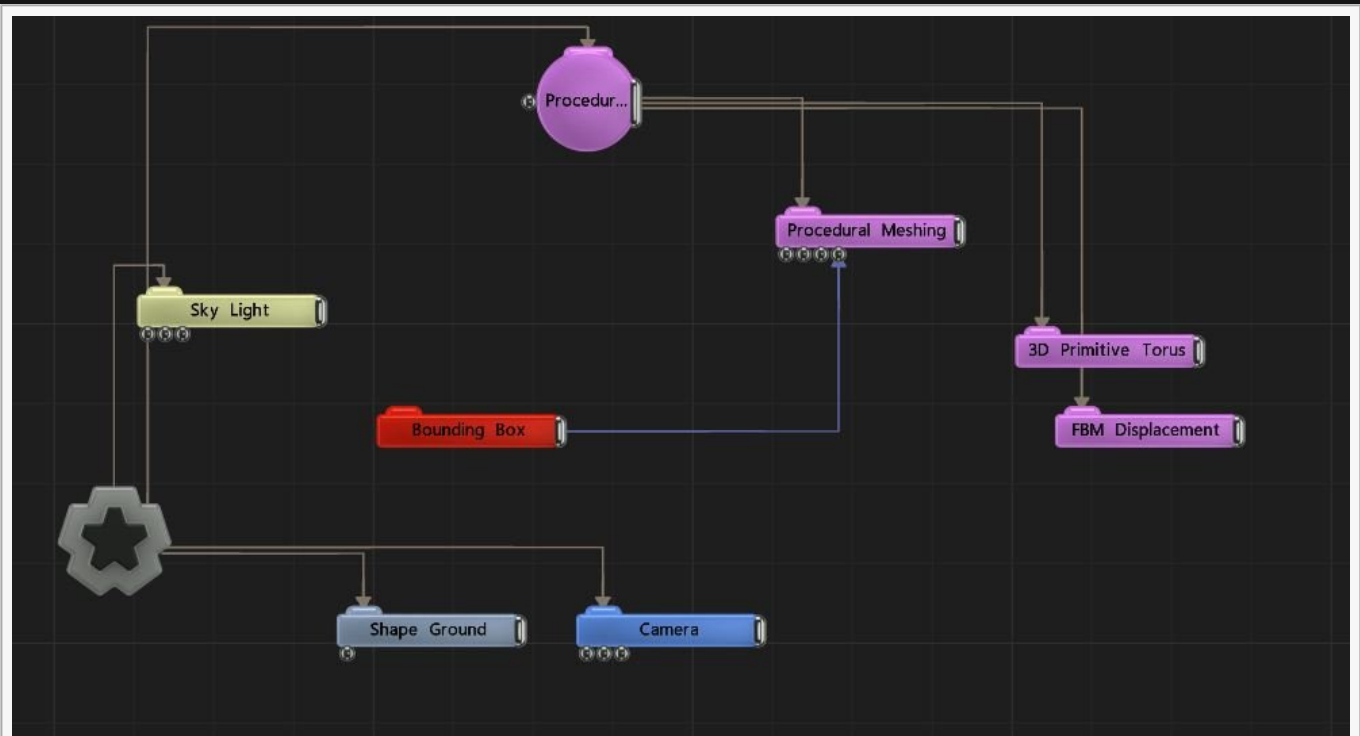 Procedur...
Procedural Meshing
Sky Light
3D Primitive Torus
Bounding Box
FBM Displacement
Shape Ground
Camera